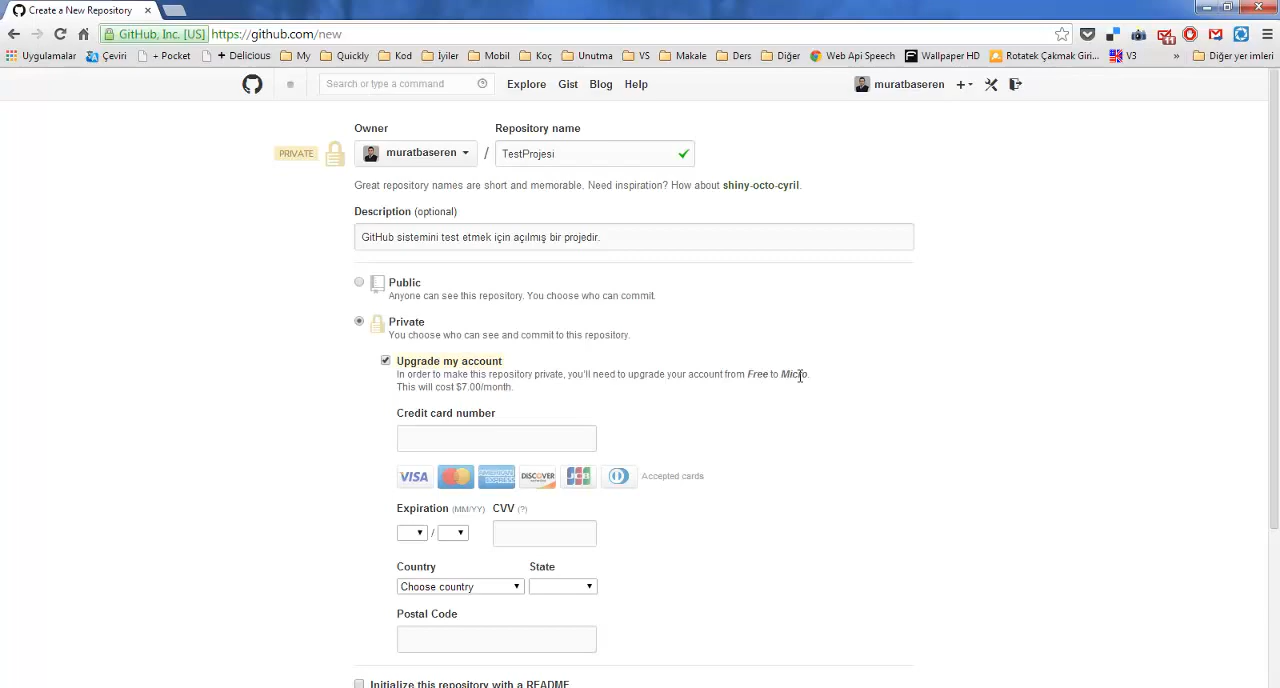 Create a New Repository
GitHub, Inc. [US] https://github.com/new
Uygulamalar Çeviri + Pocket + Delicious My Quickly Kod İyiler Mobil Koç Unutma VS Makale Ders Diğer Web Api Speech Wallpaper HD Rotatek Çakmak Giri... V3 » Diğer yer imleri
Search or type a command Explore Gist Blog Help muratbaseren
Owner Repository name
PRIVATE muratbaseren / TestProjesi
Great repository names are short and memorable. Need inspiration? How about shiny-octo-cyril.
Description (optional)
GitHub sistemini test etmek için açılmış bir projedir.
Public
Anyone can see this repository. You choose who can commit.
Private
You choose who can see and commit to this repository.
Upgrade my account
In order to make this repository private, you'll need to upgrade your account from Free to Micro.
This will cost $7.00/month.
Credit card number
VISA MasterCard AMERICAN EXPRESS DISCOVER JCB Accepted cards
Expiration (MM/YY) CVV (?)
/
Country State
Choose country
Postal Code
Initialize this repository with a README